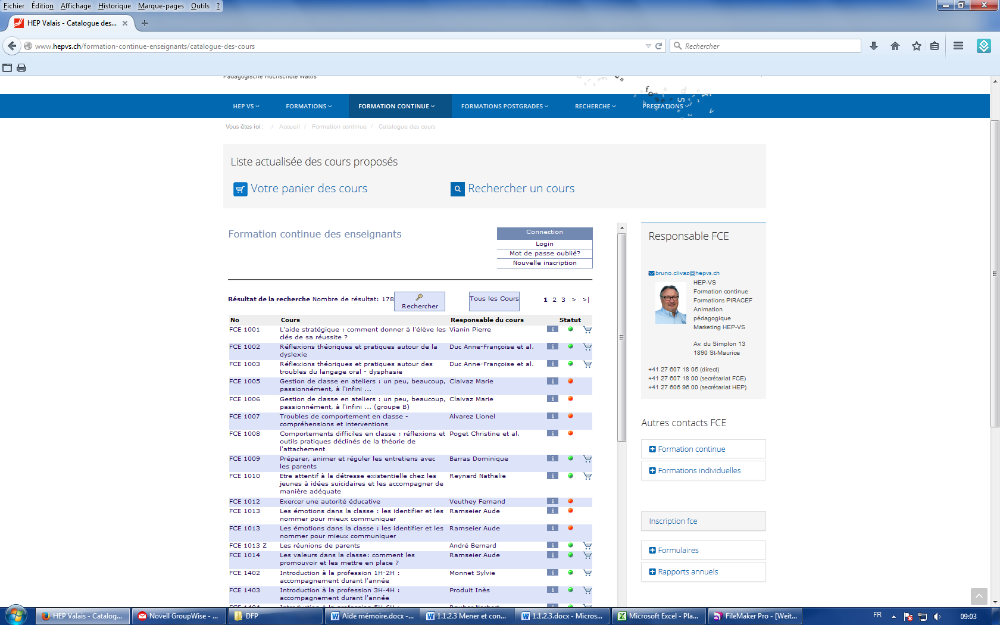 Fichier Édition Affichage Historique Marque-pages Outils ?
HEP Valais - Catalogue des...
www.hepvs.ch/formation-continue-enseignants/catalogue-des-cours
Rechercher
Pädagogische Hochschule Wallis
HEP VS
FORMATIONS
FORMATION CONTINUE
FORMATIONS POSTGRADES
RECHERCHE
PRESTATIONS
Vous êtes ici : / Accueil / Formation continue / Catalogue des cours
Liste actualisée des cours proposés
Votre panier des cours
Rechercher un cours
Formation continue des enseignants
Connection
Login
Mot de passe oublié?
Nouvelle inscription
Résultat de la recherche Nombre de résultat: 178
Rechercher
Tous les Cours
1 2 3 > >|
No Cours Responsable du cours Statut
FCE 1001 L'aide stratégique : comment donner à l'élève les Vianin Pierre
clés de sa réussite ?
FCE 1002 Réflexions théoriques et pratiques autour de la Duc Anne-Françoise et al.
dyslexie
FCE 1003 Réflexions théoriques et pratiques autour des Duc Anne-Françoise et al.
troubles du langage oral - dysphasie
FCE 1005 Gestion de classe en ateliers : un peu, beaucoup, Claivaz Marie
passionnément, à l'infini ...
FCE 1006 Gestion de classe en ateliers : un peu, beaucoup, Claivaz Marie
passionnément, à l'infini ... (groupe B)
FCE 1007 Troubles de comportement en classe - Alvarez Lionel
compréhensions et interventions
FCE 1008 Comportements difficiles en classe : réflexions et Poget Christine et al.
outils pratiques déclinés de la théorie de
l'attachement
FCE 1009 Préparer, animer et réguler les entretiens avec Barras Dominique
les parents
FCE 1010 Etre attentif à la détresse existentielle chez les Reynard Nathalie
jeunes à idées suicidaires et les accompagner de
manière adéquate
FCE 1012 Exercer une autorité éducative Veuthey Fernand
FCE 1013 Les émotions dans la classe : les identifier et les Ramseier Aude
nommer pour mieux communiquer
FCE 1013 Les émotions dans la classe : les identifier et les Ramseier Aude
nommer pour mieux communiquer
FCE 1013 Z Les réunions de parents André Bernard
FCE 1014 Les valeurs dans la classe: comment les Ramseier Aude
promouvoir et les mettre en place ?
FCE 1402 Introduction à la profession 1H-2H : Monnet Sylvie
accompagnement durant l'année
FCE 1403 Introduction à la profession 3H-4H : Produit Inès
accompagnement durant l'année
Responsable FCE
bruno.clivaz@hepvs.ch
HEP-VS
Formation continue
Formations PIRACEF
Animation
pédagogique
Marketing HEP-VS
Av. du Simplon 13
1890 St-Maurice
+41 27 607 18 05 (direct)
+41 27 607 18 00 (secrétariat FCE)
+41 27 606 96 00 (secrétariat HEP)
Autres contacts FCE
Formation continue
Formations individuelles
Inscription fce
Formulaires
Rapports annuels
HEP Valais - Catalog...
Novell GroupWise - ...
DFP
Aide mémoire.docx -...
1.1.2.3 Mener et con...
1.1.2.3.docx - Micros...
Microsoft Excel - Pla...
FileMaker Pro - [Weit...
FR
09:03